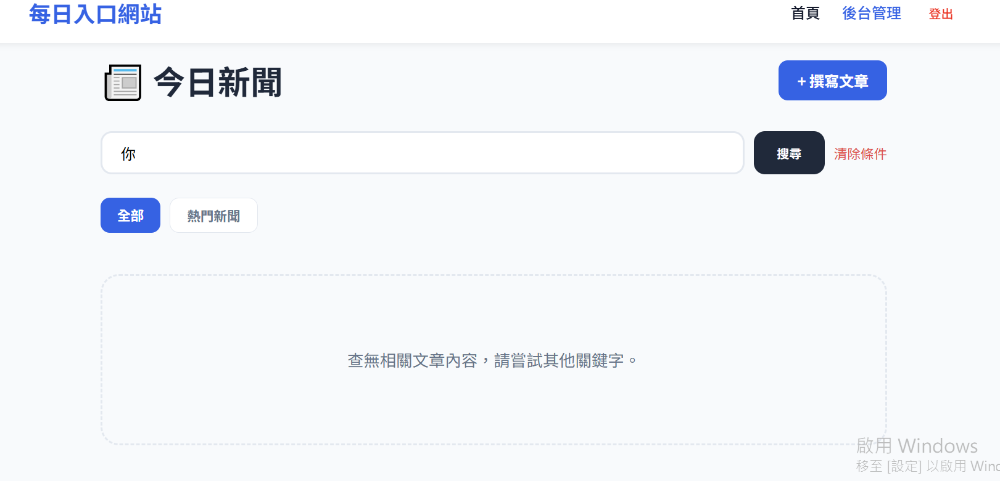 每日入口網站
首頁 後台管理 登出
今日新聞
+ 撰寫文章
你
搜尋
清除條件
全部
熱門新聞
查無相關文章內容，請嘗試其他關鍵字。
啟用 Windows
移至 [設定] 以啟用 Wind